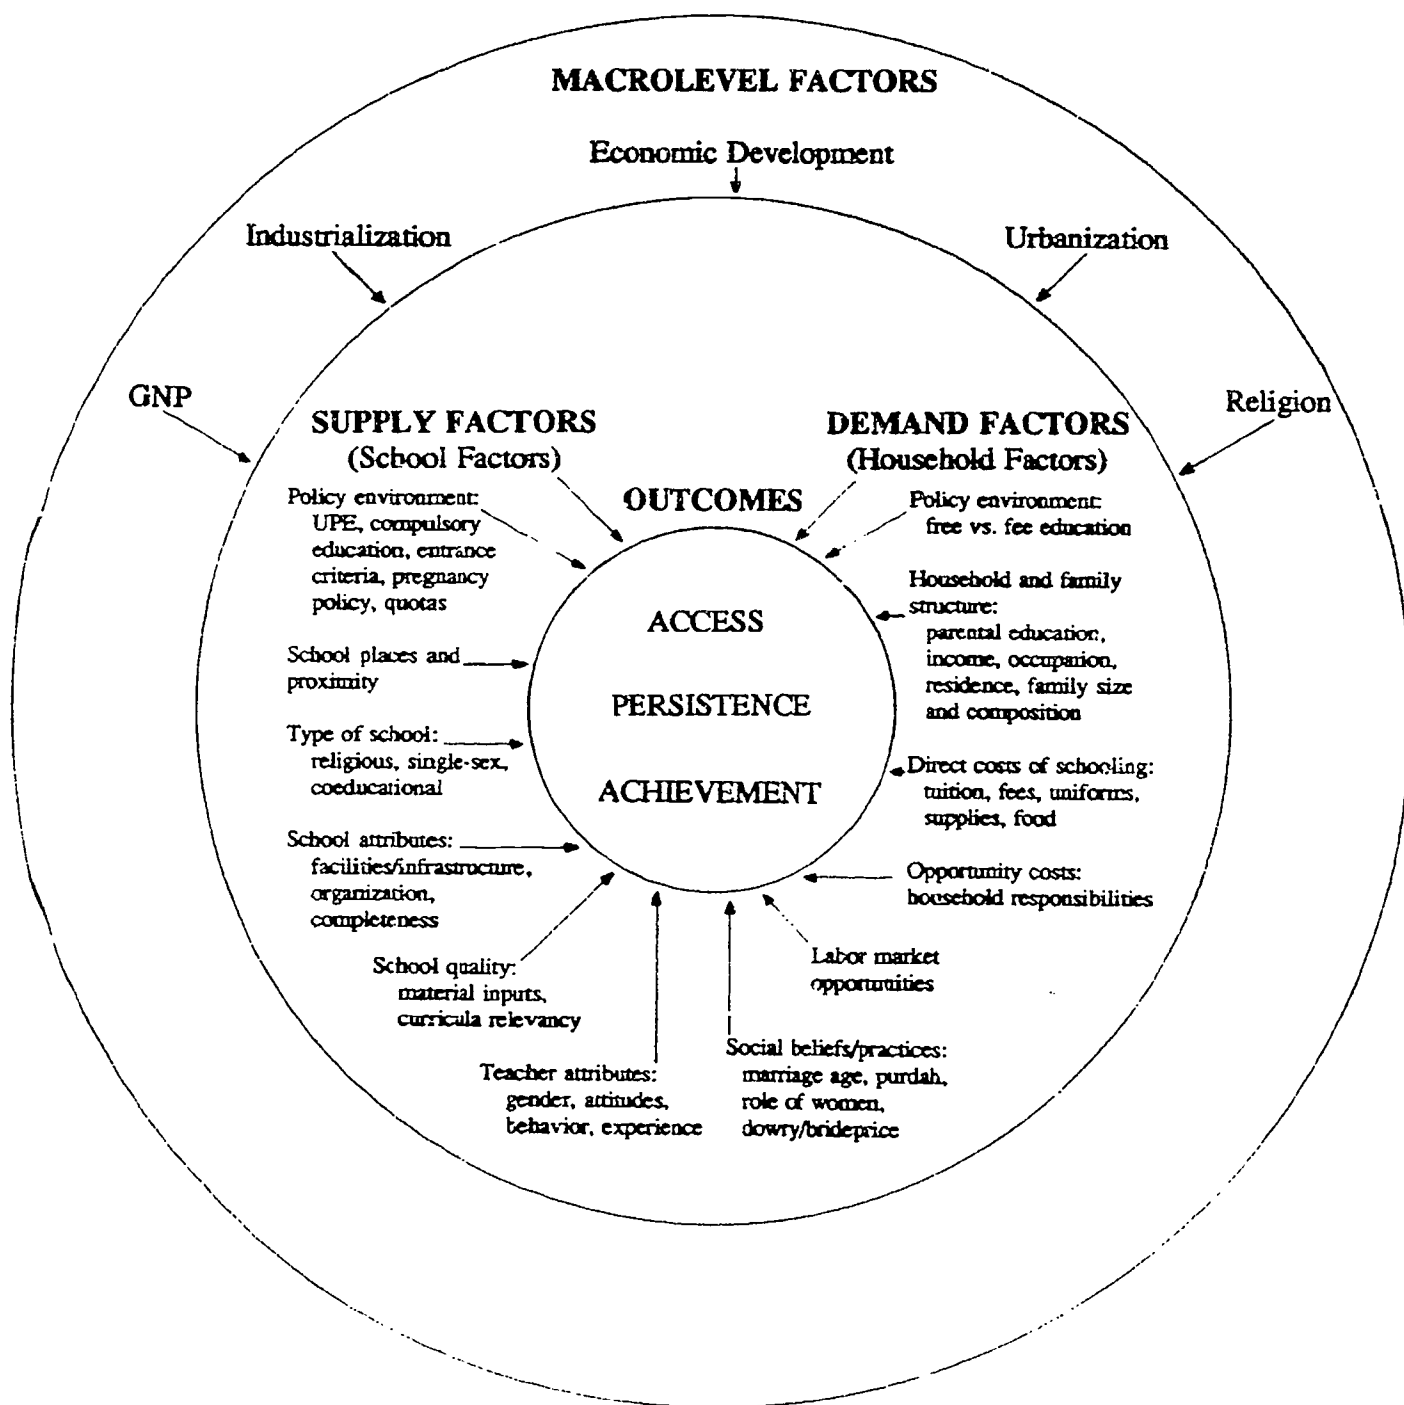 MACROLEVEL FACTORS
Economic Development
Industrialization
Urbanization
GNP
Religion
SUPPLY FACTORS
(School Factors)
DEMAND FACTORS
(Household Factors)
OUTCOMES
Policy environment:
UPE, compulsory
education, entrance
criteria, pregnancy
policy, quotas
School places and
proximity
Type of school:
religious, single-sex,
coeducational
School attributes:
facilities/infrastructure,
organization,
completeness
School quality:
material inputs,
curricula relevancy
Teacher attributes:
gender, attitudes,
behavior, experience
ACCESS
PERSISTENCE
ACHIEVEMENT
Policy environment:
free vs. fee education
Household and family
structure:
parental education,
income, occupation,
residence, family size
and composition
Direct costs of schooling:
tuition, fees, uniforms,
supplies, food
Opportunity costs:
household responsibilities
Labor market
opportunities
Social beliefs/practices:
marriage age, purdah,
role of women,
dowry/brideprice